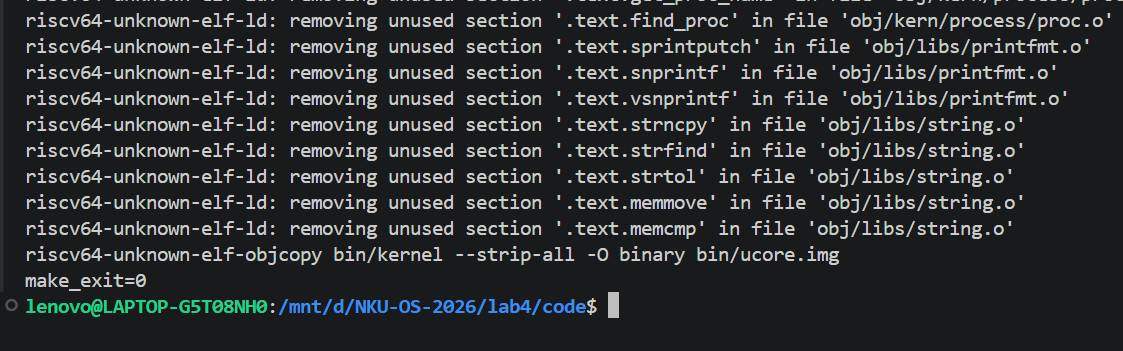 riscv64-unknown-elf-ld: removing unused section '.text.find_proc' in file 'obj/kern/process/proc.o'
riscv64-unknown-elf-ld: removing unused section '.text.sprintputch' in file 'obj/libs/printfmt.o'
riscv64-unknown-elf-ld: removing unused section '.text.snprintf' in file 'obj/libs/printfmt.o'
riscv64-unknown-elf-ld: removing unused section '.text.vsnprintf' in file 'obj/libs/printfmt.o'
riscv64-unknown-elf-ld: removing unused section '.text.strncpy' in file 'obj/libs/string.o'
riscv64-unknown-elf-ld: removing unused section '.text.strfind' in file 'obj/libs/string.o'
riscv64-unknown-elf-ld: removing unused section '.text.strtol' in file 'obj/libs/string.o'
riscv64-unknown-elf-ld: removing unused section '.text.memmove' in file 'obj/libs/string.o'
riscv64-unknown-elf-ld: removing unused section '.text.memcmp' in file 'obj/libs/string.o'
riscv64-unknown-elf-objcopy bin/kernel --strip-all -O binary bin/ucore.img
make_exit=0
lenovo@LAPTOP-G5T08NH0:/mnt/d/NKU-OS-2026/lab4/code$